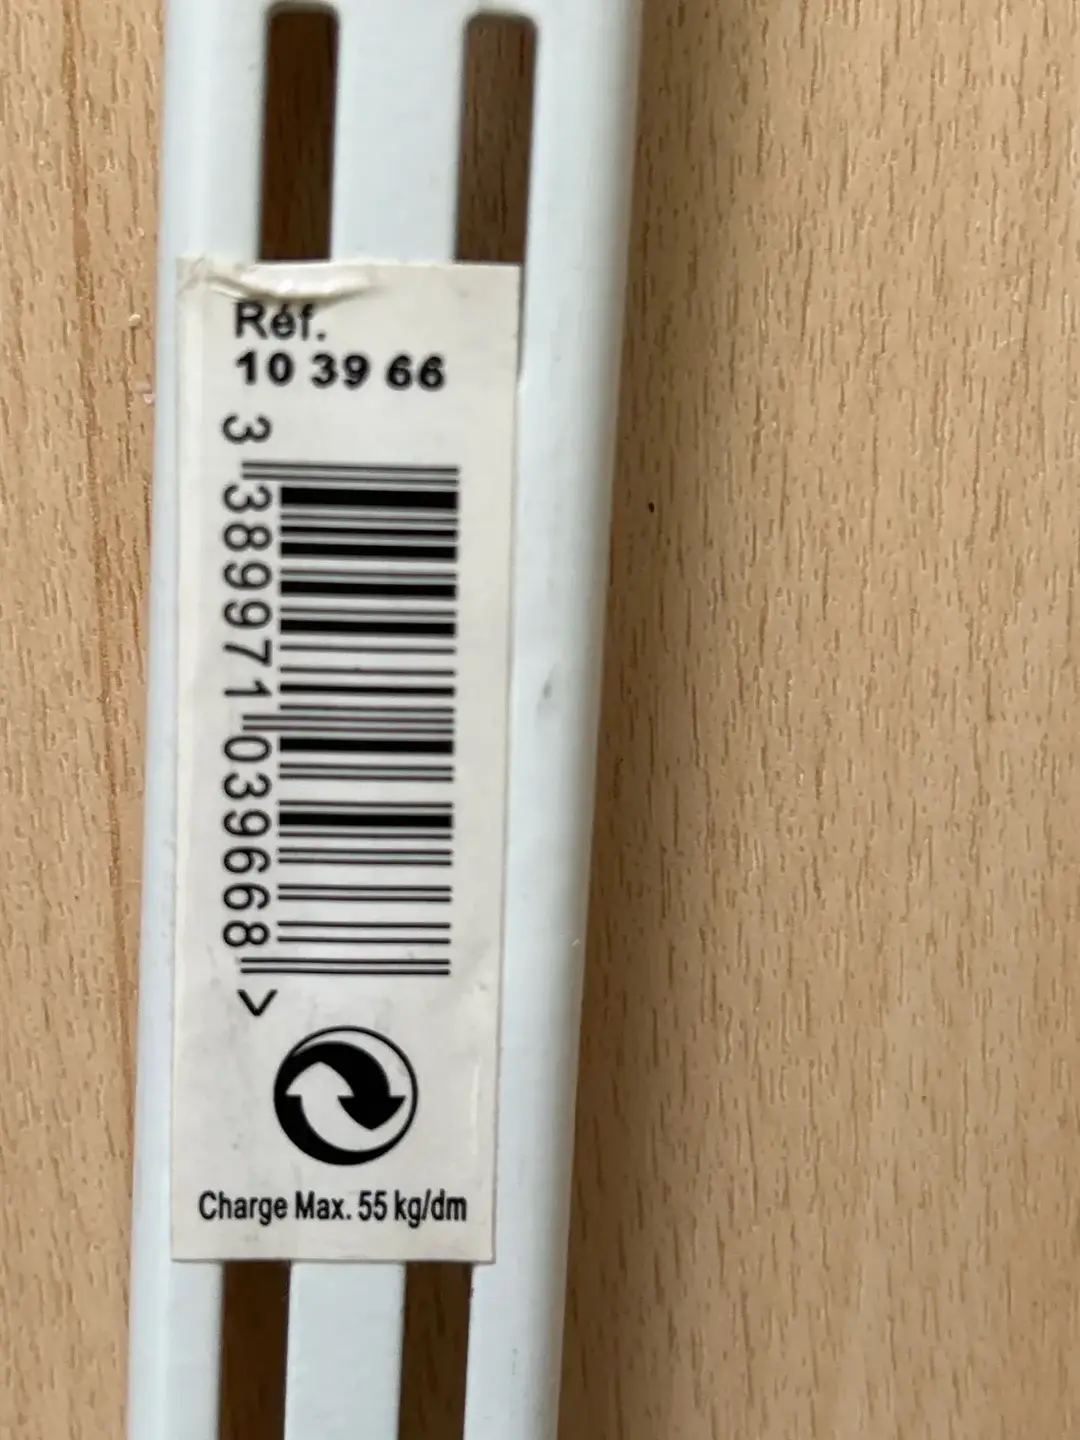 Réf.
10 39 66
3 389971 039668 >
Charge Max. 55 kg/dm